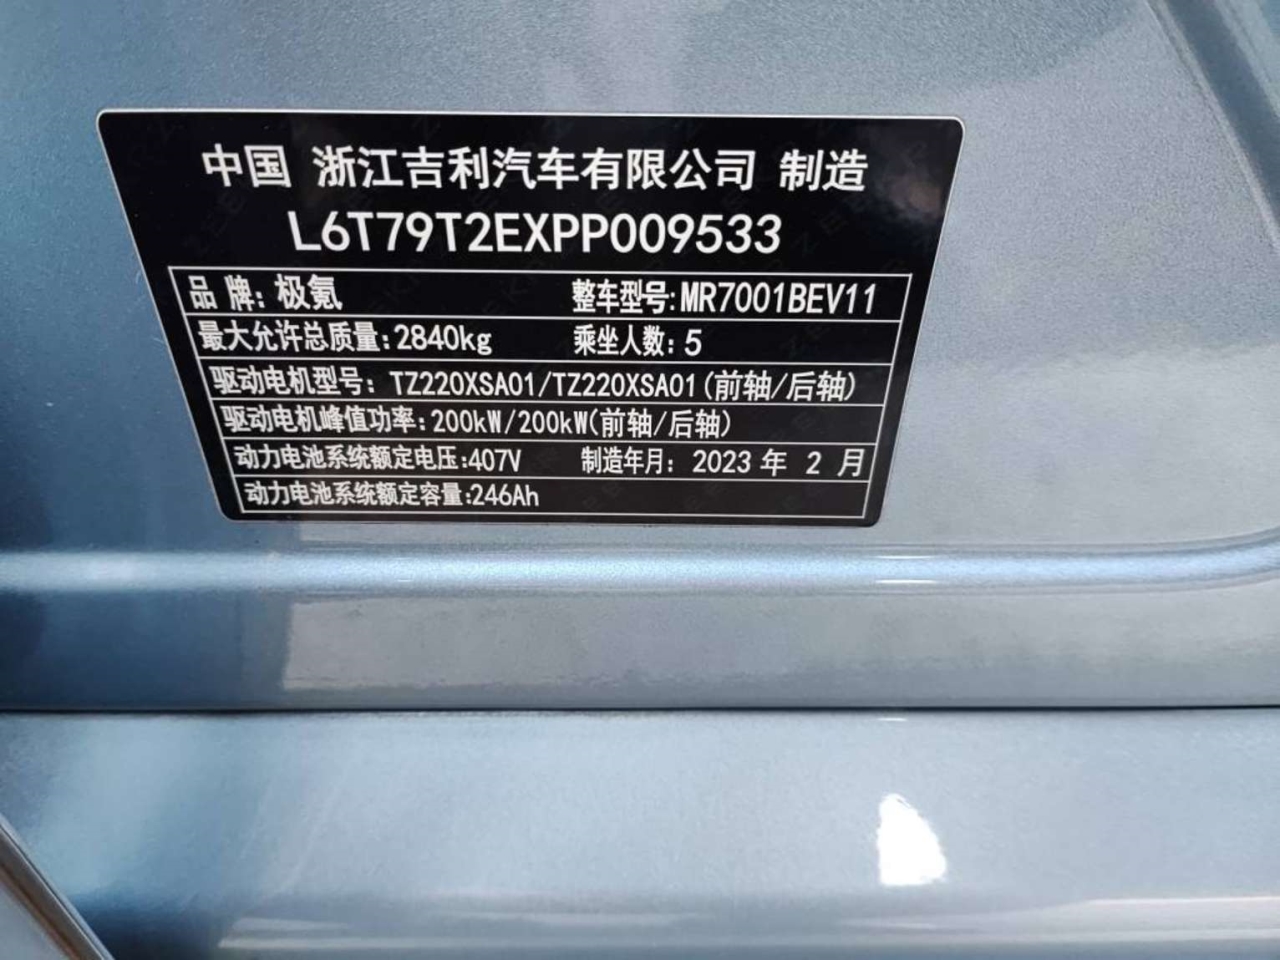 中国 浙江吉利汽车有限公司 制造
L6T79T2EXPP009533
品 牌: 极氪 整车型号:MR7001BEV11
最大允许总质量:2840kg 乘坐人数: 5
驱动电机型号: TZ220XSA01/TZ220XSA01(前轴/后轴)
驱动电机峰值功率:200kW/200kW(前轴/后轴)
动力电池系统额定电压:407V 制造年月: 2023 年 2 月
动力电池系统额定容量:246Ah